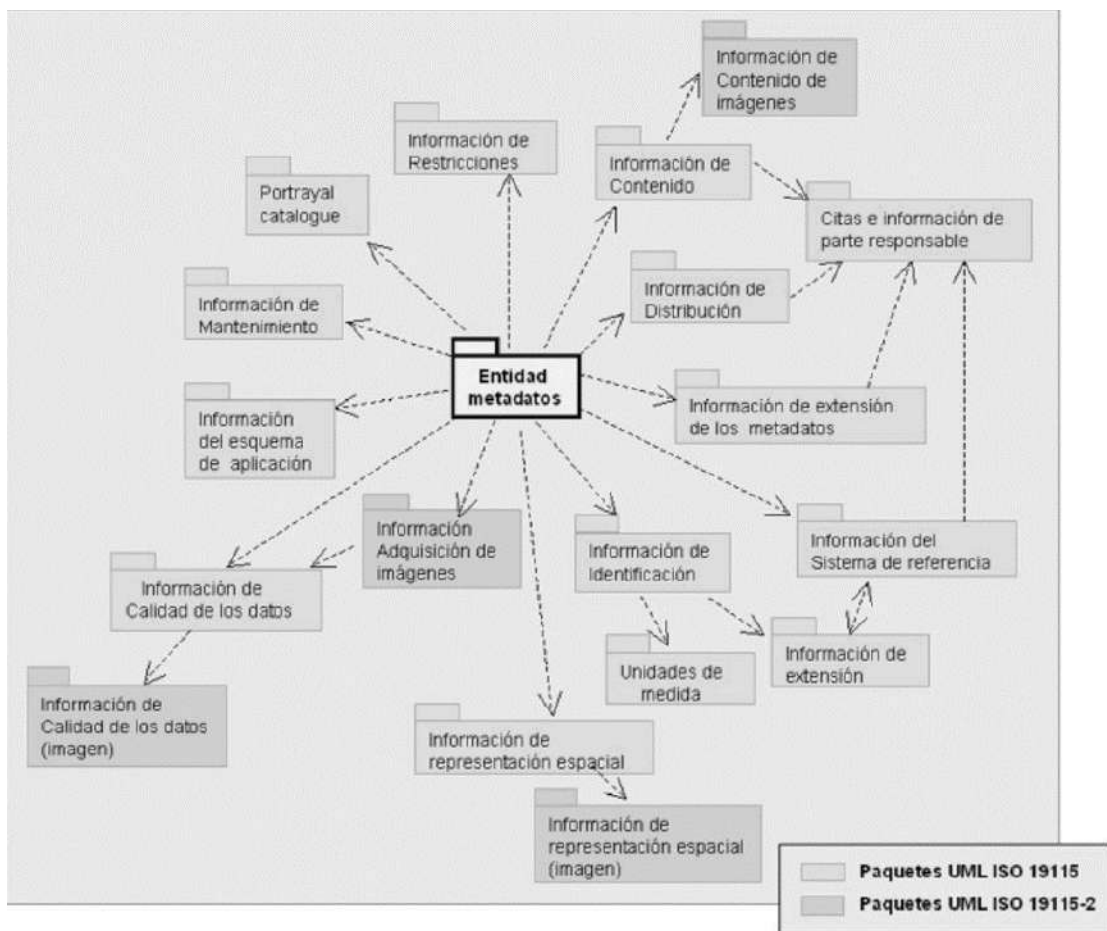 Información de
Contenido de
imágenes
Información de
Restricciones
Información de
Contenido
Portrayal
catalogue
Citas e información de
parte responsable
Información de
Mantenimiento
Información de
Distribución
Entidad
metadatos
Información de extensión
de los metadatos
Información
del esquema
de aplicación
Información
Adquisición de
imágenes
Información de
Identificación
Información del
Sistema de referencia
Información de
Calidad de los datos
Unidades de
medida
Información de
extensión
Información de
Calidad de los datos
(imagen)
Información de
representación espacial
Información de
representación espacial
(imagen)
Paquetes UML ISO 19115
Paquetes UML ISO 19115-2